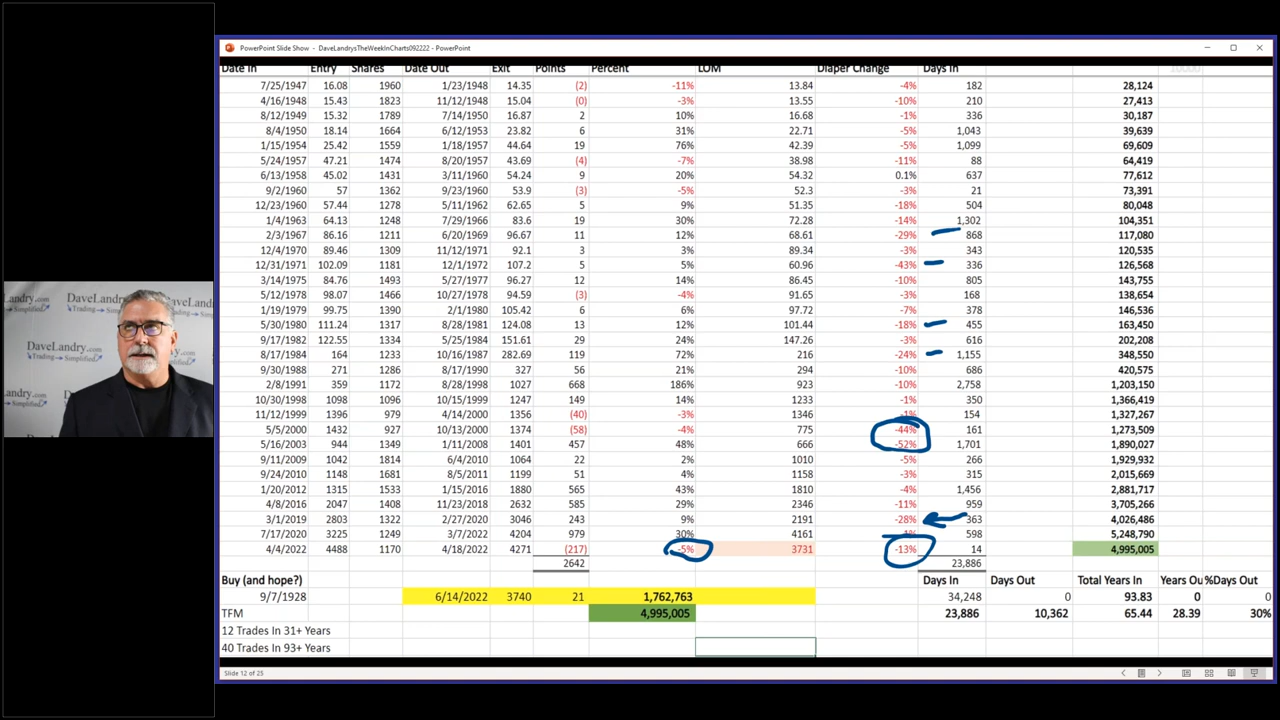 PowerPoint Slide Show - DaveLandrysTheWeekInCharts092222 - PowerPoint
Date In Entry Shares Date Out Exit Points Percent LOM Diaper Change Days In 10000
7/25/1947 16.08 1960 1/23/1948 14.35 (2) -11% 13.84 -4% 182 28,124
4/16/1948 15.43 1823 11/12/1948 15.04 (0) -3% 13.55 -10% 210 27,413
8/12/1949 15.32 1789 7/14/1950 16.87 2 10% 16.68 -1% 336 30,187
8/4/1950 18.14 1664 6/12/1953 23.82 6 31% 22.71 -5% 1,043 39,639
1/15/1954 25.42 1559 1/18/1957 44.64 19 76% 42.39 -5% 1,099 69,609
5/24/1957 47.21 1474 8/20/1957 43.69 (4) -7% 38.98 -11% 88 64,419
6/13/1958 45.02 1431 3/11/1960 54.24 9 20% 54.32 0.1% 637 77,612
9/2/1960 57 1362 9/23/1960 53.9 (3) -5% 52.3 -3% 21 73,391
12/23/1960 57.44 1278 5/11/1962 62.65 5 9% 51.35 -18% 504 80,048
1/4/1963 64.13 1248 7/29/1966 83.6 19 30% 72.28 -14% 1,302 104,351
2/3/1967 86.16 1211 6/20/1969 96.67 11 12% 68.61 -29% 868 117,080
12/4/1970 89.46 1309 11/12/1971 92.1 3 3% 89.34 -3% 343 120,535
12/31/1971 102.09 1181 12/1/1972 107.2 5 5% 60.96 -43% 336 126,568
3/14/1975 84.76 1493 5/27/1977 96.27 12 14% 86.45 -10% 805 143,755
5/12/1978 98.07 1466 10/27/1978 94.59 (3) -4% 91.65 -3% 168 138,654
1/19/1979 99.75 1390 2/1/1980 105.42 6 6% 97.72 -7% 378 146,536
5/30/1980 111.24 1317 8/28/1981 124.08 13 12% 101.44 -18% 455 163,450
9/17/1982 122.55 1334 5/25/1984 151.61 29 24% 147.26 -3% 616 202,208
8/17/1984 164 1233 10/16/1987 282.69 119 72% 216 -24% 1,155 348,550
9/30/1988 271 1286 8/17/1990 327 56 21% 294 -10% 686 420,575
2/8/1991 359 1172 8/28/1998 1027 668 186% 923 -10% 2,758 1,203,150
10/30/1998 1098 1096 10/15/1999 1247 149 14% 1233 -1% 350 1,366,419
11/12/1999 1396 979 4/14/2000 1356 (40) -3% 1346 -1% 154 1,327,267
5/5/2000 1432 927 10/13/2000 1374 (58) -4% 775 -44% 161 1,273,509
5/16/2003 944 1349 1/11/2008 1401 457 48% 666 -52% 1,701 1,890,027
9/11/2009 1042 1814 6/4/2010 1064 22 2% 1010 -5% 266 1,929,932
9/24/2010 1148 1681 8/5/2011 1199 51 4% 1158 -3% 315 2,015,669
1/20/2012 1315 1533 1/15/2016 1880 565 43% 1810 -4% 1,456 2,881,717
4/8/2016 2047 1408 11/23/2018 2632 585 29% 2346 -11% 959 3,705,266
3/1/2019 2803 1322 2/27/2020 3046 243 9% 2191 -28% 363 4,026,486
7/17/2020 3225 1249 3/7/2022 4204 979 30% 4161 -1% 598 5,248,790
4/4/2022 4488 1170 4/18/2022 4271 (217) -5% 3731 -13% 14 4,995,005
2642 23,886
Buy (and hope?) Days In Days Out Total Years In Years Ou %Days Out
9/7/1928 6/14/2022 3740 21 1,762,763 34,248 0 93.83 0 0
TFM 4,995,005 23,886 10,362 65.44 28.39 30%
12 Trades In 31+ Years
40 Trades In 93+ Years
Slide 12 of 25
DaveLandry.com
Trading Simplified